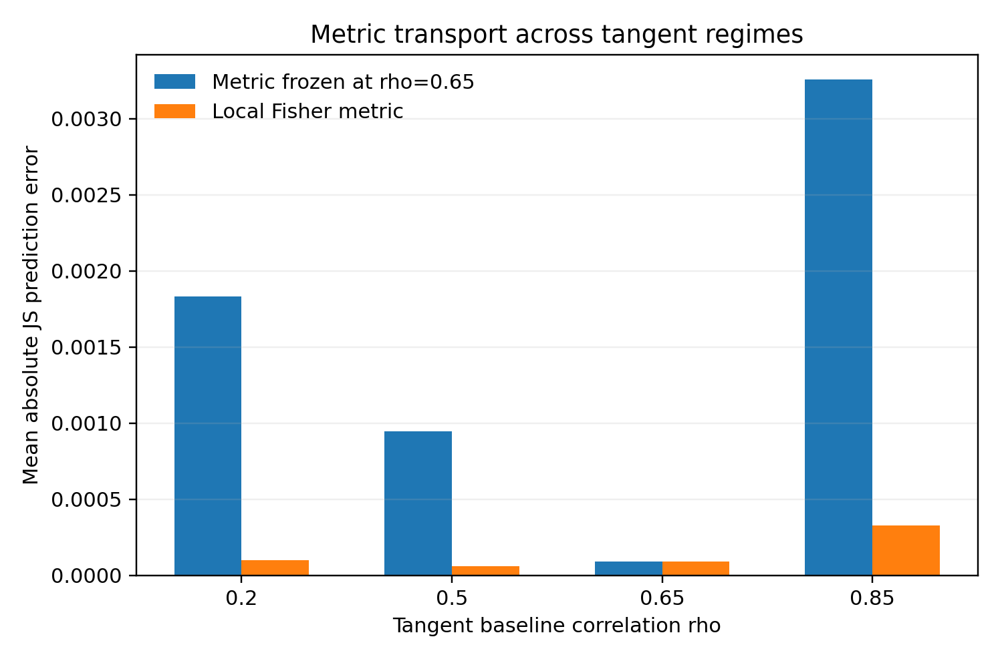 Metric transport across tangent regimes
Metric frozen at rho=0.65
Local Fisher metric
Mean absolute JS prediction error
0.0030
0.0025
0.0020
0.0015
0.0010
0.0005
0.0000
0.2
0.5
0.65
0.85
Tangent baseline correlation rho